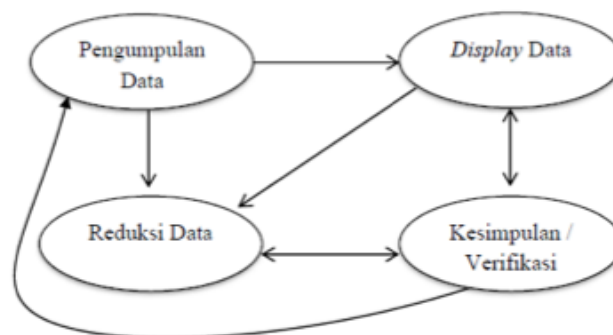 Pengumpulan
Data
Display Data
Reduksi Data
Kesimpulan /
Verifikasi